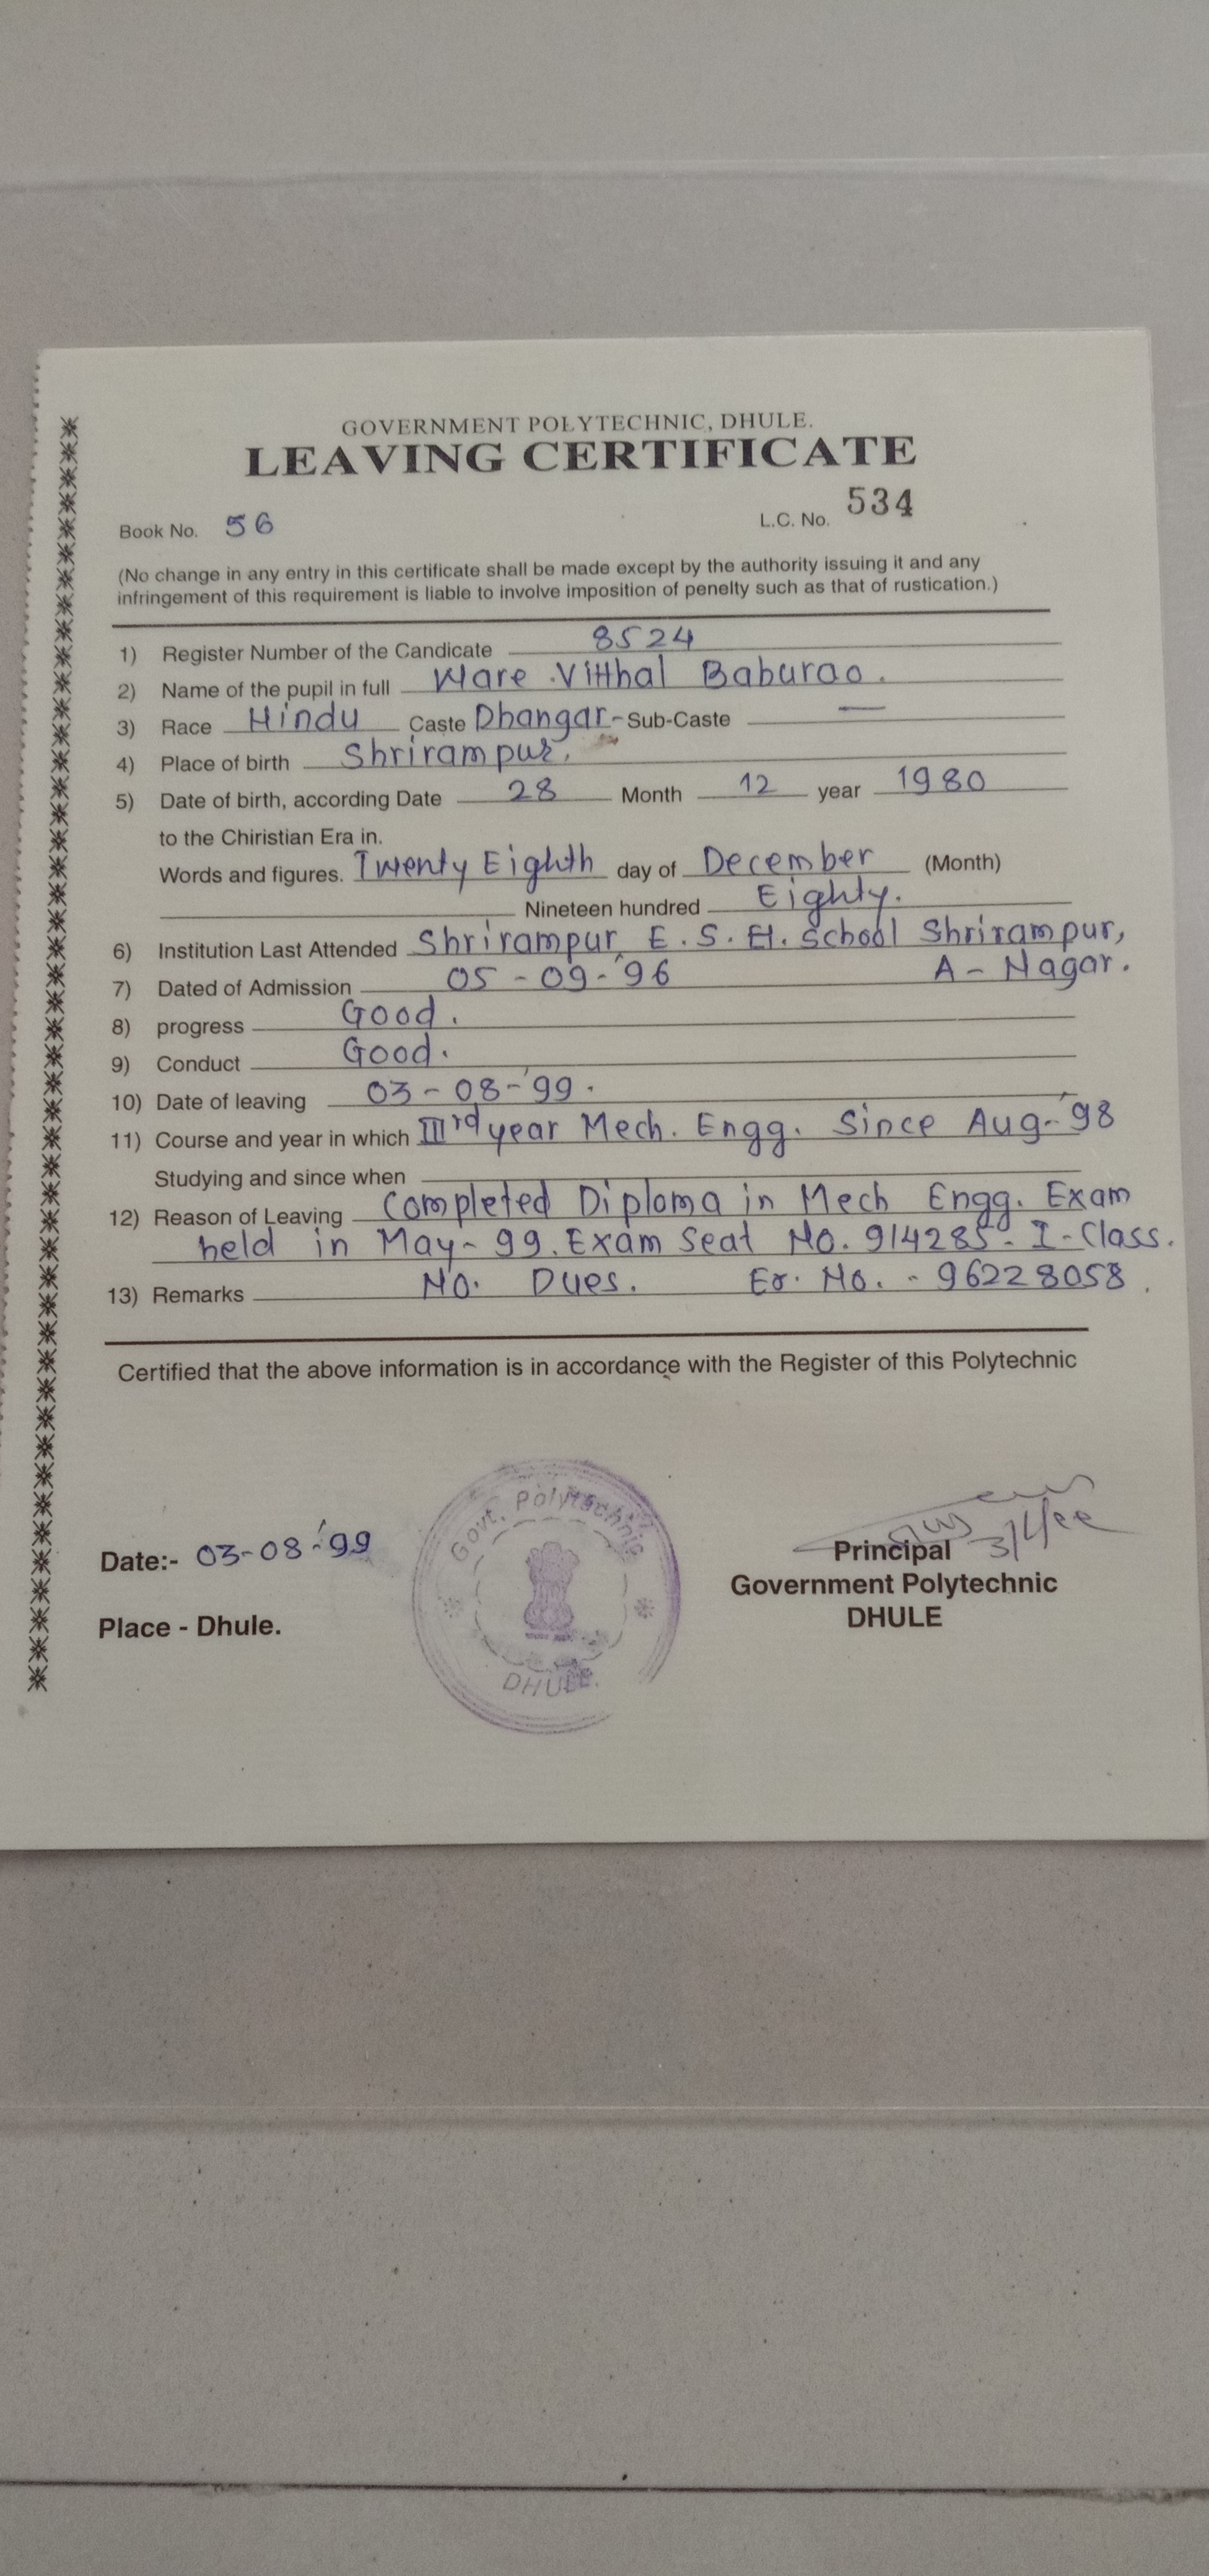 GOVERNMENT POLYTECHNIC, DHULE.
LEAVING CERTIFICATE
Book No. 56 L.C. No. 534
(No change in any entry in this certificate shall be made except by the authority issuing it and any
infringement of this requirement is liable to involve imposition of penelty such as that of rustication.)
1) Register Number of the Candicate 8524
2) Name of the pupil in full Ware Vitthal Baburao.
3) Race Hindu Caste Dhangar- Sub-Caste —
4) Place of birth Shrirampur.
5) Date of birth, according Date 28 Month 12 year 1980
to the Chiristian Era in.
Words and figures. Twenty Eighth day of December (Month)
Nineteen hundred Eighty.
6) Institution Last Attended Shrirampur E. S. H. School Shrirampur,
A - Nagar.
7) Dated of Admission 05-09-'96
8) progress Good.
9) Conduct Good.
10) Date of leaving 03-08-'99.
11) Course and year in which IIIrd year Mech. Engg. Since Aug-'98
Studying and since when
12) Reason of Leaving Completed Diploma in Mech Engg. Exam
held in May-99. Exam Seat No. 914285- I-Class.
13) Remarks No. Dues. Er. No. - 96228058.
Certified that the above information is in accordance with the Register of this Polytechnic
Govt. Polytechnic
DHULE.
Date:- 03-08-'99
Place - Dhule.
Principal
Government Polytechnic
DHULE